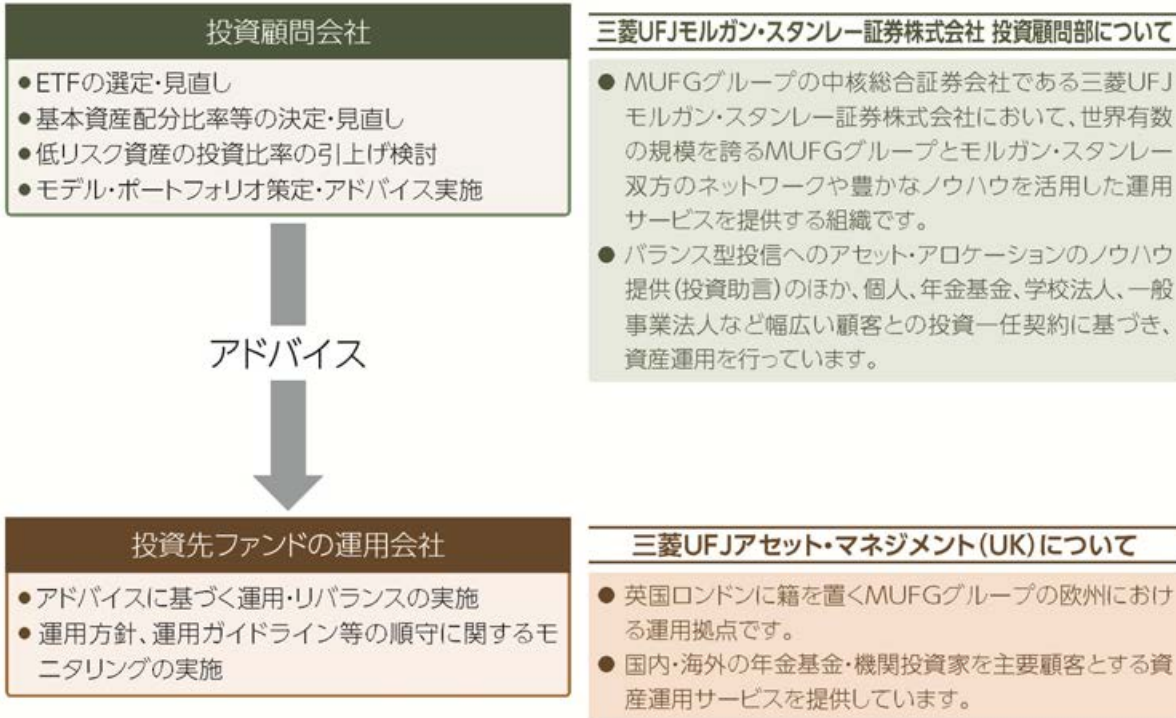 投資顧問会社
●ETFの選定・見直し
●基本資産配分比率等の決定・見直し
●低リスク資産の投資比率の引上げ検討
●モデル・ポートフォリオ策定・アドバイス実施
三菱UFJモルガン・スタンレー証券株式会社 投資顧問部について
● MUFGグループの中核総合証券会社である三菱UFJ
モルガン・スタンレー証券株式会社において、世界有数
の規模を誇るMUFGグループとモルガン・スタンレー
双方のネットワークや豊かなノウハウを活用した運用
サービスを提供する組織です。
● バランス型投信へのアセット・アロケーションのノウハウ
提供(投資助言)のほか、個人、年金基金、学校法人、一般
事業法人など幅広い顧客との投資一任契約に基づき、
資産運用を行っています。
アドバイス
投資先ファンドの運用会社
●アドバイスに基づく運用・リバランスの実施
● 運用方針、運用ガイドライン等の順守に関するモ
ニタリングの実施
三菱UFJアセット・マネジメント(UK)について
● 英国ロンドンに籍を置くMUFGグループの欧州におけ
る運用拠点です。
● 国内・海外の年金基金・機関投資家を主要顧客とする資
産運用サービスを提供しています。